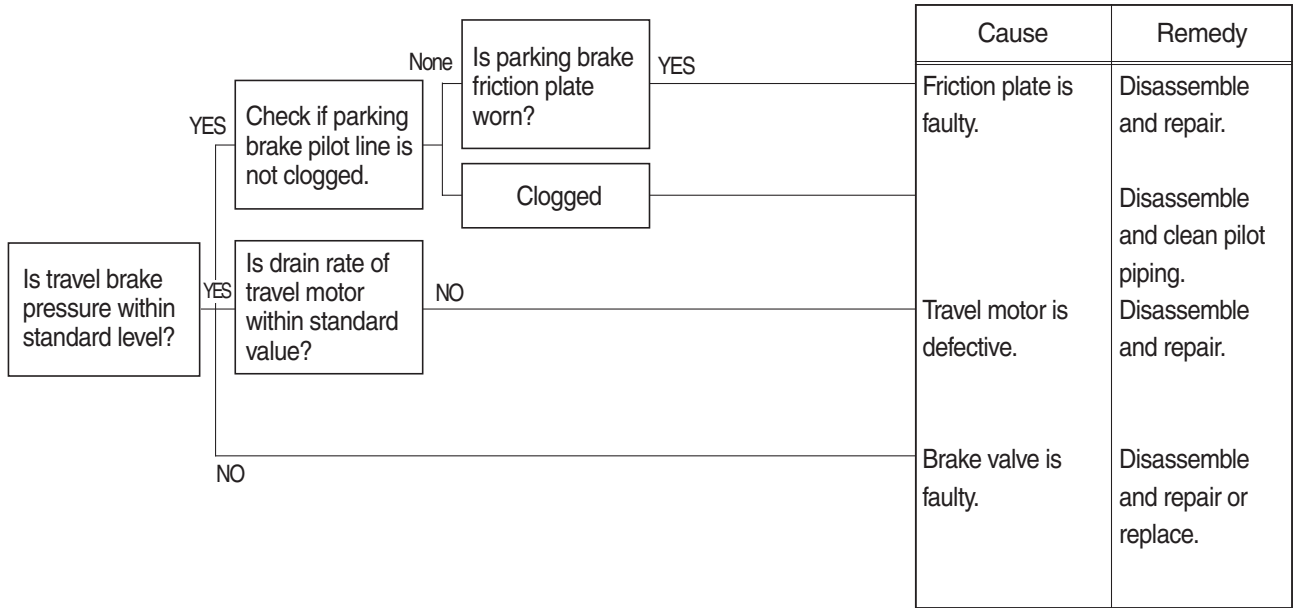 Cause
Remedy
None
Is parking brake
friction plate
worn?
YES
Friction plate is
faulty.
Disassemble
and repair.
YES
Check if parking
brake pilot line is
not clogged.
Clogged
Disassemble
and clean pilot
piping.
Is travel brake
pressure within
standard level?
YES
Is drain rate of
travel motor
within standard
value?
NO
Travel motor is
defective.
Disassemble
and repair.
NO
Brake valve is
faulty.
Disassemble
and repair or
replace.